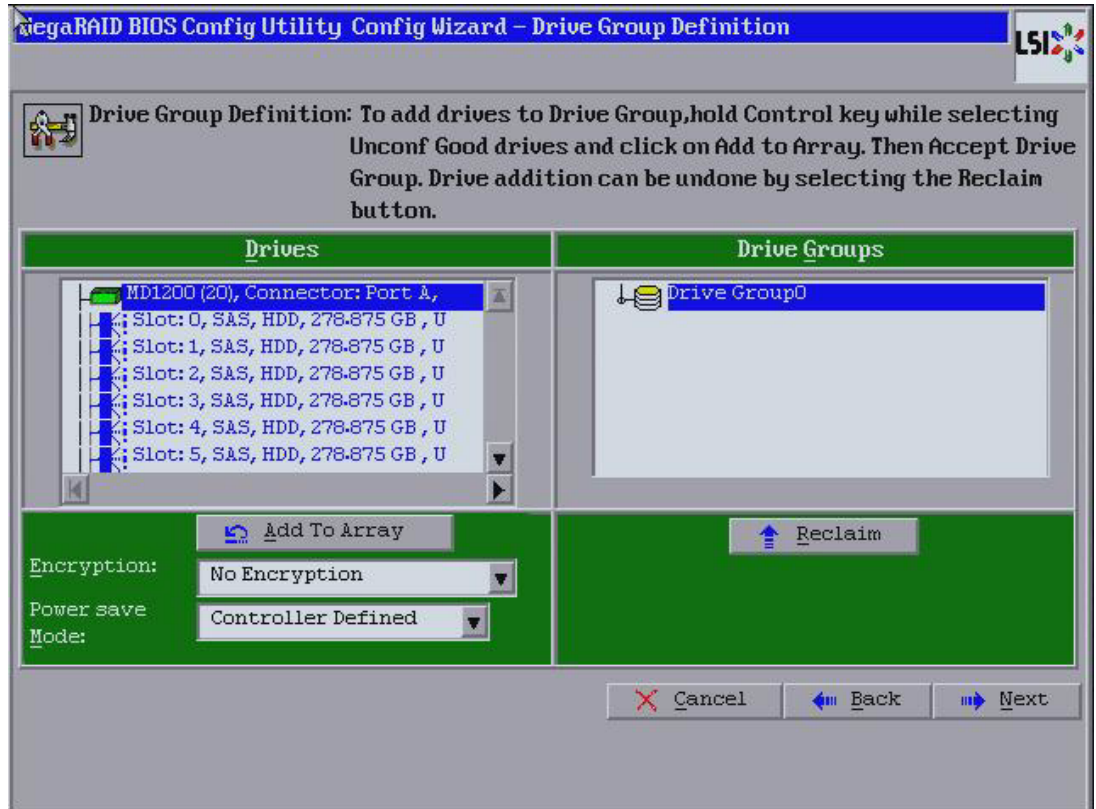 MegaRAID BIOS Config Utility Config Wizard – Drive Group Definition
LSI
Drive Group Definition: To add drives to Drive Group,hold Control key while selecting
Unconf Good drives and click on Add to Array. Then Accept Drive
Group. Drive addition can be undone by selecting the Reclaim
button.
Drives
Drive Groups
MD1200 (20), Connector: Port A,
Slot: 0, SAS, HDD, 278.875 GB , U
Slot: 1, SAS, HDD, 278.875 GB , U
Slot: 2, SAS, HDD, 278.875 GB , U
Slot: 3, SAS, HDD, 278.875 GB , U
Slot: 4, SAS, HDD, 278.875 GB , U
Slot: 5, SAS, HDD, 278.875 GB , U
Drive Group0
Add To Array
Reclaim
Encryption:
No Encryption
Power save
Mode:
Controller Defined
Cancel
Back
Next